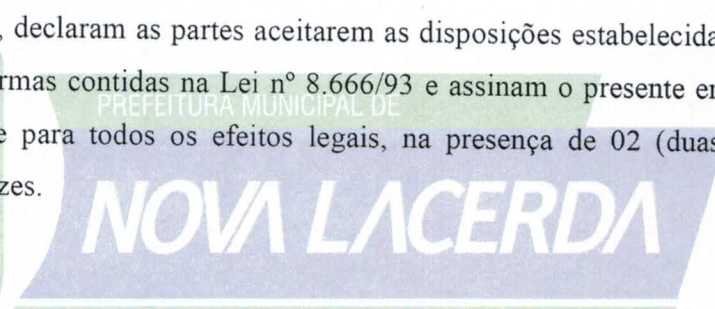 , declaram as partes aceitarem as disposições estabelecida
rmas contidas na Lei nº 8.666/93 e assinam o presente e
PREFEITURA MUNICIPAL DE
e para todos os efeitos legais, na presença de 02 (duas
zes.
NOVA LACERDA